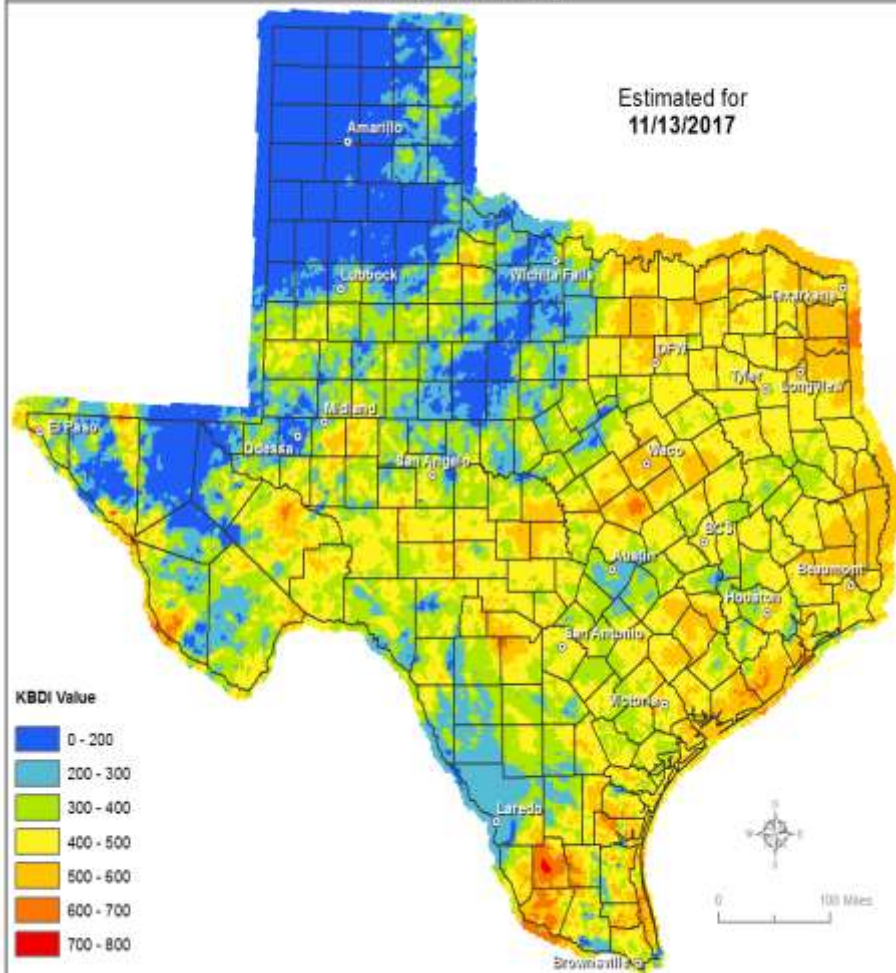 Estimated for
11/13/2017
Amarillo
Lubbock
Wichita Falls
Texarkana
DFW
Tyler
Longview
El Paso
Midland
Odessa
San Angelo
Waco
BCS
Austin
Beaumont
Houston
San Antonio
Victoria
KBDI Value
0 - 200
200 - 300
300 - 400
400 - 500
500 - 600
600 - 700
700 - 800
Laredo
N
W
E
S
0
100 Miles
Brownsville